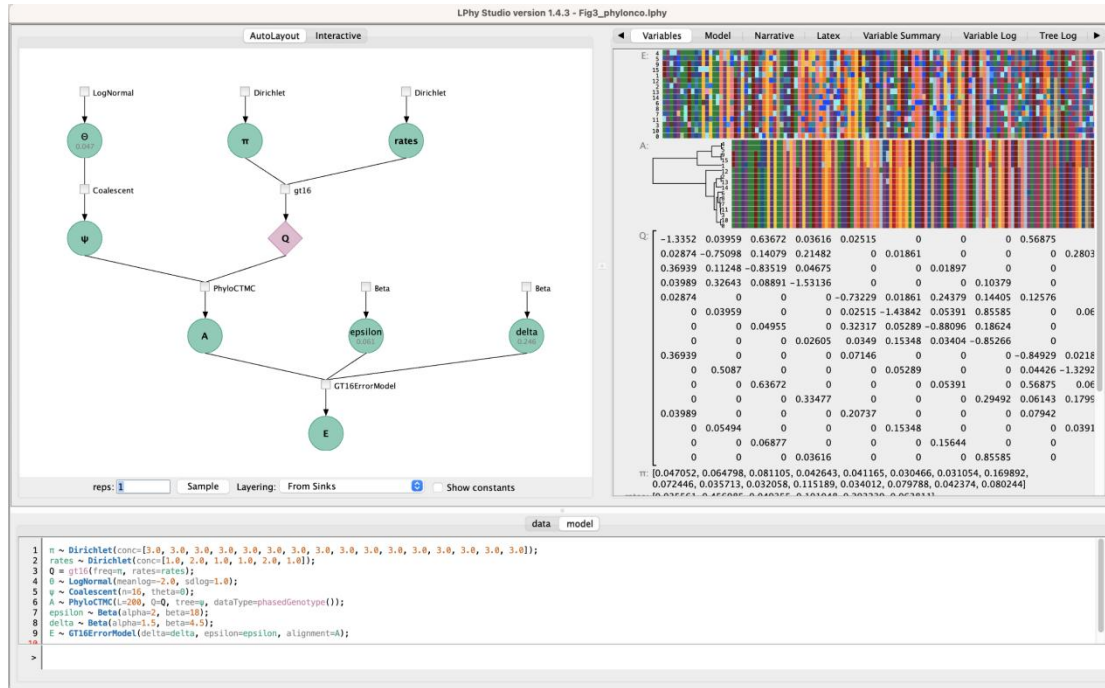 LPhy Studio version 1.4.3 - Fig3_phylonco.lphy
AutoLayout Interactive
LogNormal
Dirichlet
Dirichlet
Θ
0.047
π
rates
Coalescent
gt16
ψ
Q
PhyloCTMC
Beta
Beta
A
epsilon
0.061
delta
0.246
GT16ErrorModel
E
reps: 1 Sample Layering: From Sinks Show constants
Variables Model Narrative Latex Variable Summary Variable Log Tree Log
E:
A:
Q:
-1.3352 0.03959 0.63672 0.03616 0.02515 0 0 0 0.56875
0.02874 -0.75098 0.14079 0.21482 0 0.01861 0 0 0 0.2803
0.36939 0.11248 -0.83519 0.04675 0 0 0.01897 0 0
0.03989 0.32643 0.08891 -1.53136 0 0 0 0.10379 0
0.02874 0 0 0 -0.73229 0.01861 0.24379 0.14405 0.12576
0 0.03959 0 0 0.02515 -1.43842 0.05391 0.85585 0 0.06
0 0 0.04955 0 0.32317 0.05289 -0.88096 0.18624 0
0 0 0 0.02605 0.0349 0.15348 0.03404 -0.85266 0
0.36939 0 0 0 0.07146 0 0 0 -0.84929 0.0218
0 0.5087 0 0 0 0.05289 0 0 0.04426 -1.3292
0 0 0.63672 0 0 0 0.05391 0 0.56875 0.06
0 0 0 0.33477 0 0 0 0.29492 0.06143 0.1799
0.03989 0 0 0 0.20737 0 0 0 0.07942
0 0.05494 0 0 0 0.15348 0 0 0 0.0391
0 0 0.06877 0 0 0 0.15644 0 0
0 0 0 0.03616 0 0 0 0.85585 0
π: [0.047052, 0.064798, 0.081105, 0.042643, 0.041165, 0.030466, 0.031054, 0.169892,
0.072446, 0.035713, 0.032058, 0.115189, 0.034012, 0.079788, 0.042374, 0.080244]
data model
1 π ~ Dirichlet(conc=[3.0, 3.0, 3.0, 3.0, 3.0, 3.0, 3.0, 3.0, 3.0, 3.0, 3.0, 3.0, 3.0, 3.0, 3.0, 3.0]);
2 rates ~ Dirichlet(conc=[1.0, 2.0, 1.0, 1.0, 2.0, 1.0]);
3 Q = gt16(freq=π, rates=rates);
4 Θ ~ LogNormal(meanlog=-2.0, sdlog=1.0);
5 ψ ~ Coalescent(n=16, theta=Θ);
6 A ~ PhyloCTMC(L=200, Q=Q, tree=ψ, dataType=phasedGenotype());
7 epsilon ~ Beta(alpha=2, beta=18);
8 delta ~ Beta(alpha=1.5, beta=4.5);
9 E ~ GT16ErrorModel(delta=delta, epsilon=epsilon, alignment=A);
10
>